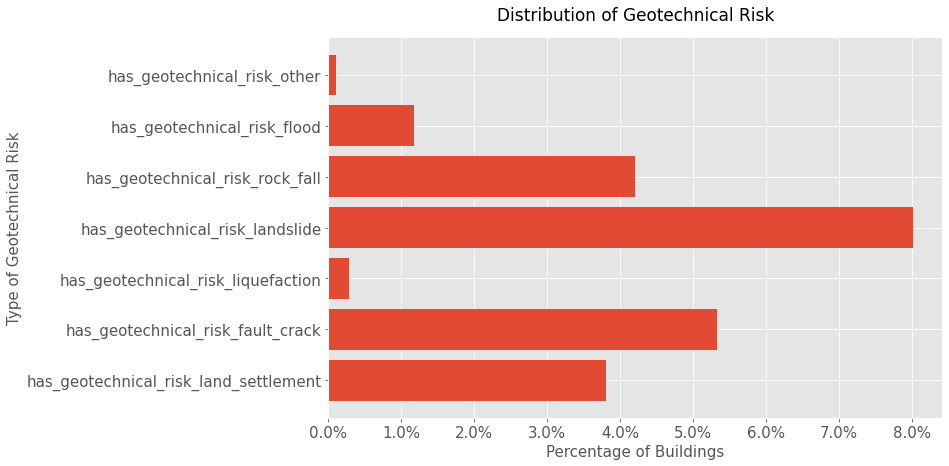 Distribution of Geotechnical Risk
Type of Geotechnical Risk
has_geotechnical_risk_other
has_geotechnical_risk_flood
has_geotechnical_risk_rock_fall
has_geotechnical_risk_landslide
has_geotechnical_risk_liquefaction
has_geotechnical_risk_fault_crack
has_geotechnical_risk_land_settlement
0.0% 1.0% 2.0% 3.0% 4.0% 5.0% 6.0% 7.0% 8.0%
Percentage of Buildings